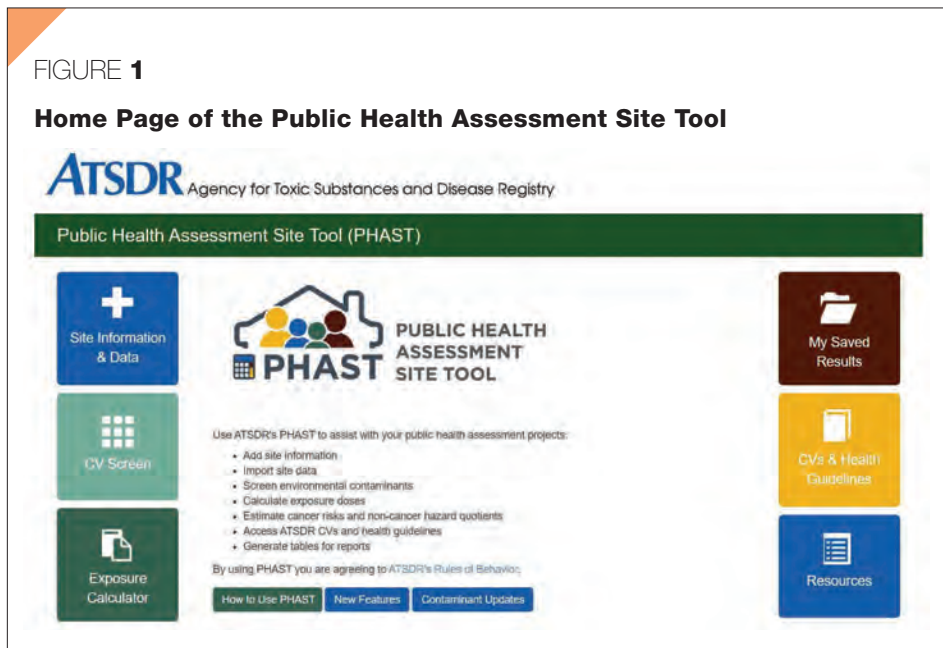 FIGURE 1
Home Page of the Public Health Assessment Site Tool
ATSDR Agency for Toxic Substances and Disease Registry
Public Health Assessment Site Tool (PHAST)
Site Information
& Data
CV Screen
Exposure
Calculator
PHAST
PUBLIC HEALTH
ASSESSMENT
SITE TOOL
Use ATSDR's PHAST to assist with your public health assessment projects:
• Add site information
• Import site data
• Screen environmental contaminants
• Calculate exposure doses
• Estimate cancer risks and non-cancer hazard quotients
• Access ATSDR CVs and health guidelines
• Generate tables for reports
By using PHAST you are agreeing to ATSDR's Rules of Behavior.
How to Use PHAST
New Features
Contaminant Updates
My Saved
Results
CVs & Health
Guidelines
Resources